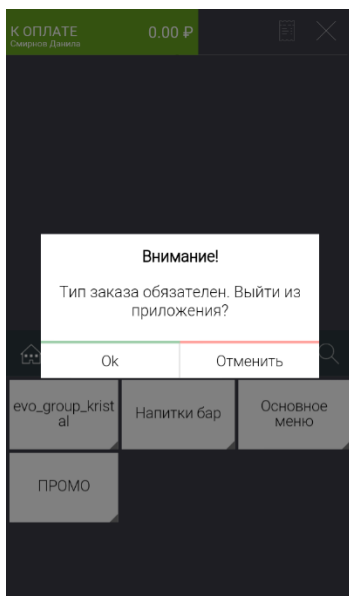 К ОПЛАТЕ 0.00 ₽
Смирнов Данила
Внимание!
Тип заказа обязателен. Выйти из
приложения?
Ok Отменить
evo_group_krist
al
Напитки бар
Основное
меню
ПРОМО